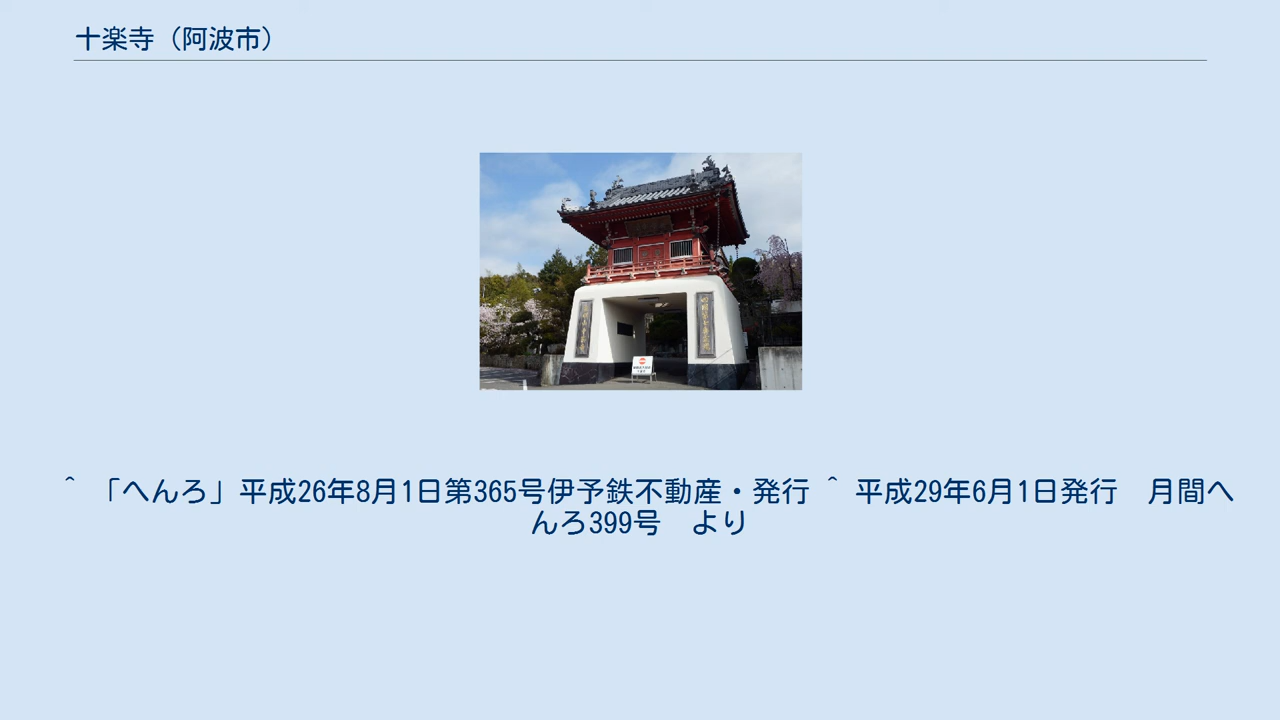 十楽寺（阿波市）
^ 「へんろ」平成26年8月1日第365号伊予鉄不動産・発行 ^ 平成29年6月1日発行　月間へ
んろ399号　より